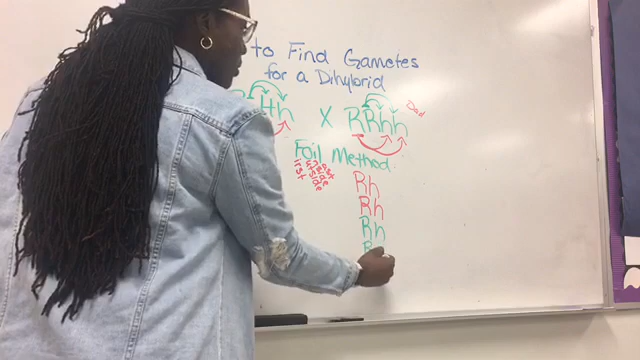 to Find Gametes
for a Dihybrid
Hh X RRhh Dad
Foil Method
Rh
Rh
Rh
R